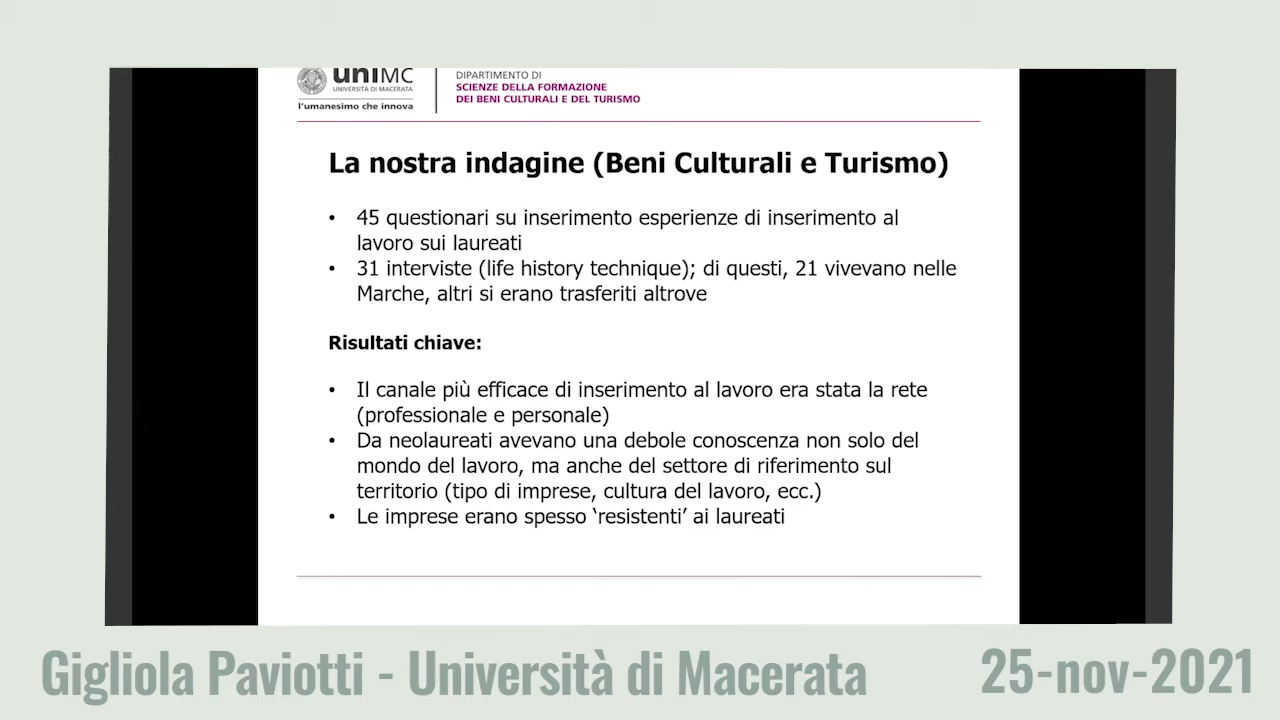 uniMC
UNIVERSITÀ DI MACERATA
l'umanesimo che innova
DIPARTIMENTO DI
SCIENZE DELLA FORMAZIONE
DEI BENI CULTURALI E DEL TURISMO
La nostra indagine (Beni Culturali e Turismo)
• 45 questionari su inserimento esperienze di inserimento al
lavoro sui laureati
• 31 interviste (life history technique); di questi, 21 vivevano nelle
Marche, altri si erano trasferiti altrove
Risultati chiave:
• Il canale più efficace di inserimento al lavoro era stata la rete
(professionale e personale)
• Da neolaureati avevano una debole conoscenza non solo del
mondo del lavoro, ma anche del settore di riferimento sul
territorio (tipo di imprese, cultura del lavoro, ecc.)
• Le imprese erano spesso ‘resistenti’ ai laureati
Gigliola Paviotti - Università di Macerata
25-nov-2021